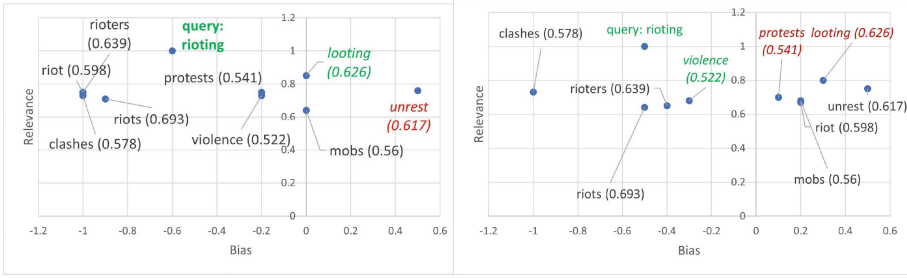 rioters
(0.639)
query:
rioting
riot (0.598)
protests (0.541)
looting
(0.626)
riots (0.693)
unrest
(0.617)
clashes (0.578)
violence (0.522)
mobs (0.56)
1.2
1
0.8
0.6
0.4
0.2
0
-1.2 -1 -0.8 -0.6 -0.4 -0.2 0 0.2 0.4 0.6
Relevance
Bias
clashes (0.578)
query: rioting
protests
(0.541)
looting
(0.626)
violence
(0.522)
rioters (0.639)
unrest (0.617)
riot (0.598)
riots (0.693)
mobs (0.56)
1.2
1
0.8
0.6
0.4
0.2
0
-1.2 -1 -0.8 -0.6 -0.4 -0.2 0 0.2 0.4 0.6
Relevance
Bias